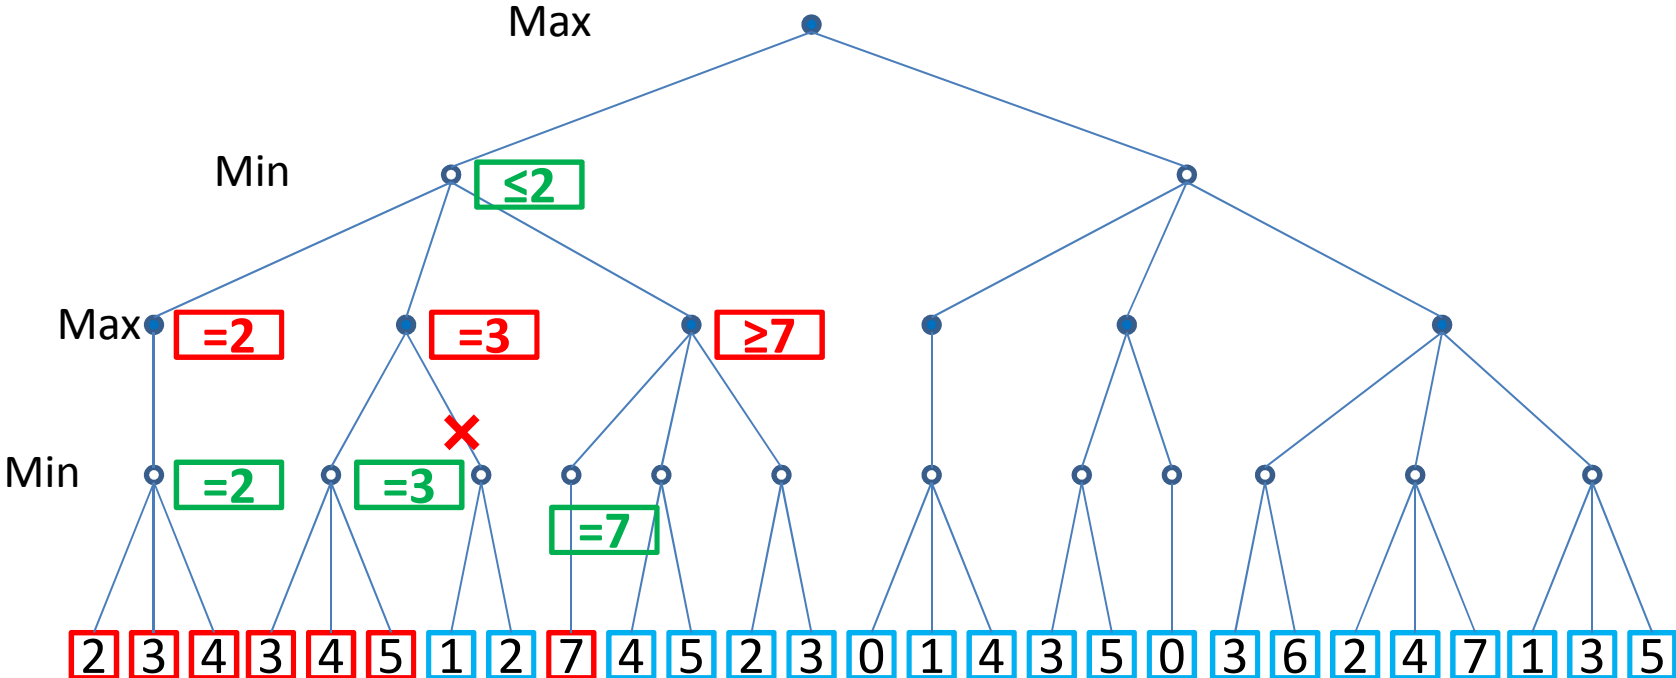 Max
Min ≤2
Max =2 =3 ≥7
Min =2 =3 =7
2 3 4 3 4 5 1 2 7 4 5 2 3 0 1 4 3 5 0 3 6 2 4 7 1 3 5